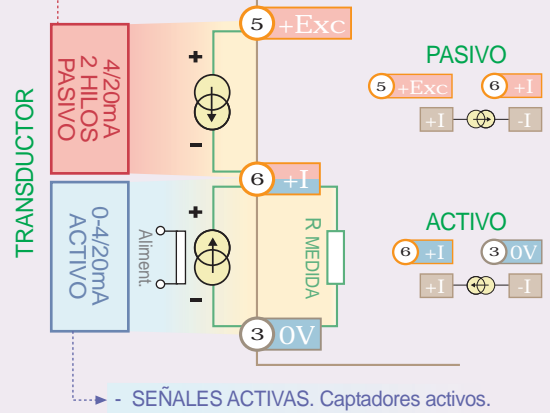 TRANSDUCTOR
4/20mA
2 HILOS
PASIVO
5 +Exc
+
-
6 +I
0-4/20mA
ACTIVO
Aliment.
+
-
R MEDIDA
3 0V
PASIVO
5 +Exc 6 +I
+I -I
ACTIVO
6 +I 3 0V
+I -I
- SEÑALES ACTIVAS. Captadores activos.